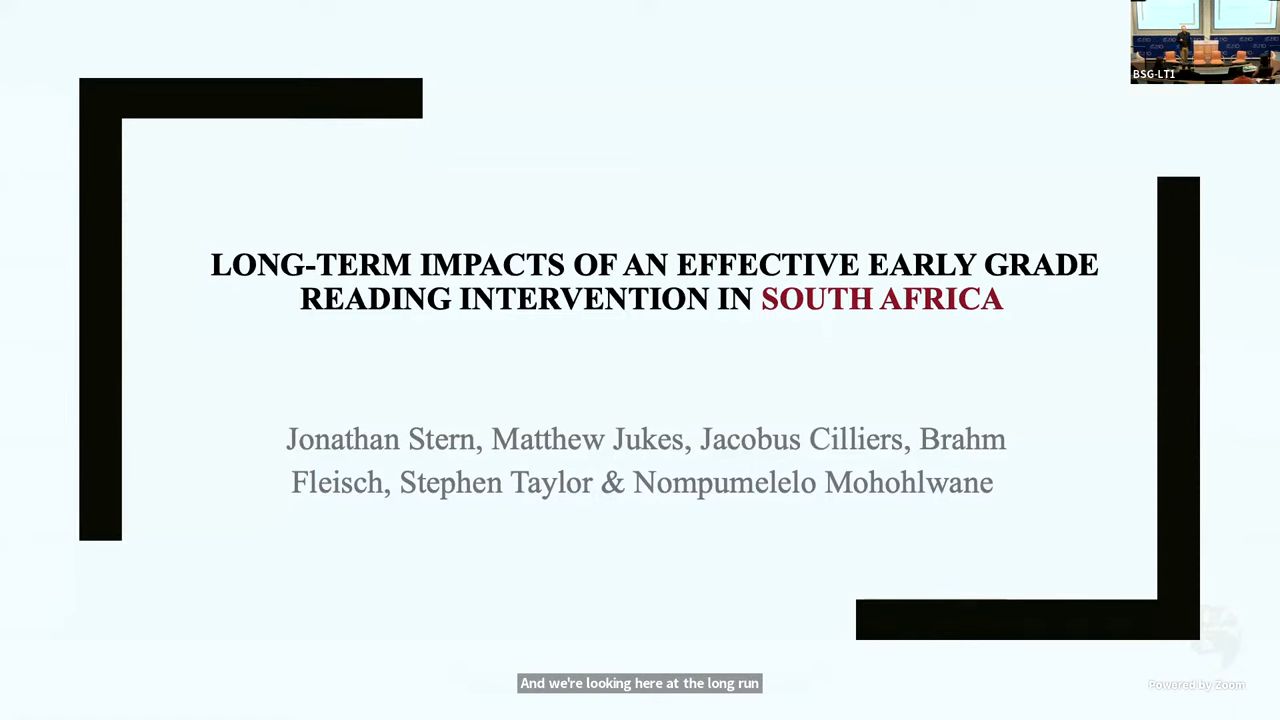 BSG-LT1
LONG-TERM IMPACTS OF AN EFFECTIVE EARLY GRADE
READING INTERVENTION IN SOUTH AFRICA
Jonathan Stern, Matthew Jukes, Jacobus Cilliers, Brahm
Fleisch, Stephen Taylor & Nompumelelo Mohohlwane
And we're looking here at the long run
Powered by Zoom